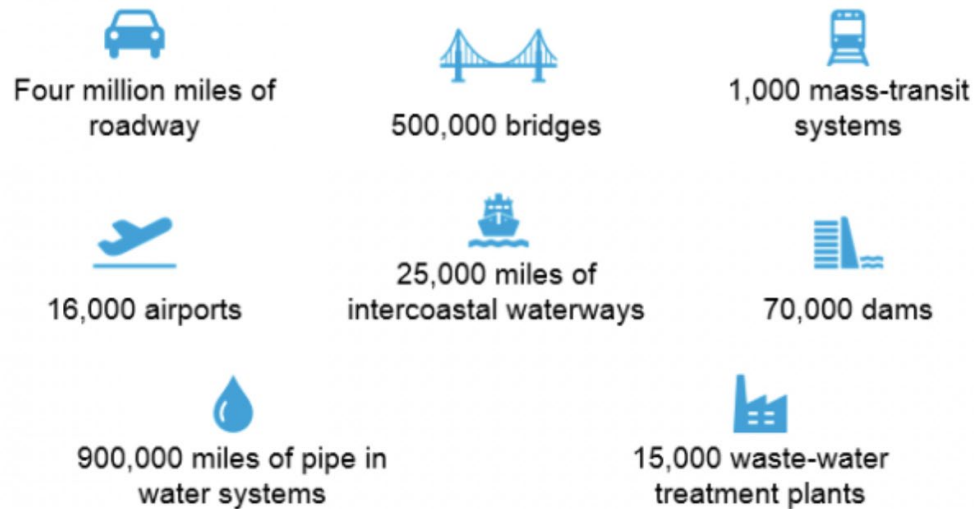 Four million miles of
roadway
500,000 bridges
1,000 mass-transit
systems
16,000 airports
25,000 miles of
intercoastal waterways
70,000 dams
900,000 miles of pipe in
water systems
15,000 waste-water
treatment plants